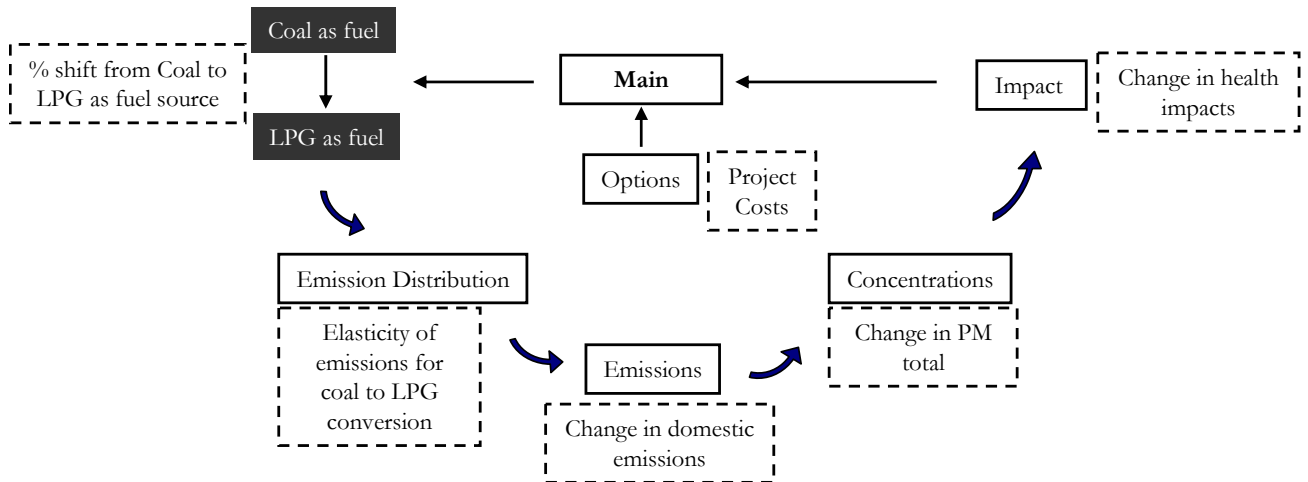 Coal as fuel
% shift from Coal to
LPG as fuel source
LPG as fuel
Main
Options
Project
Costs
Impact
Change in health
impacts
Emission Distribution
Elasticity of
emissions for
coal to LPG
conversion
Emissions
Change in domestic
emissions
Concentrations
Change in PM
total